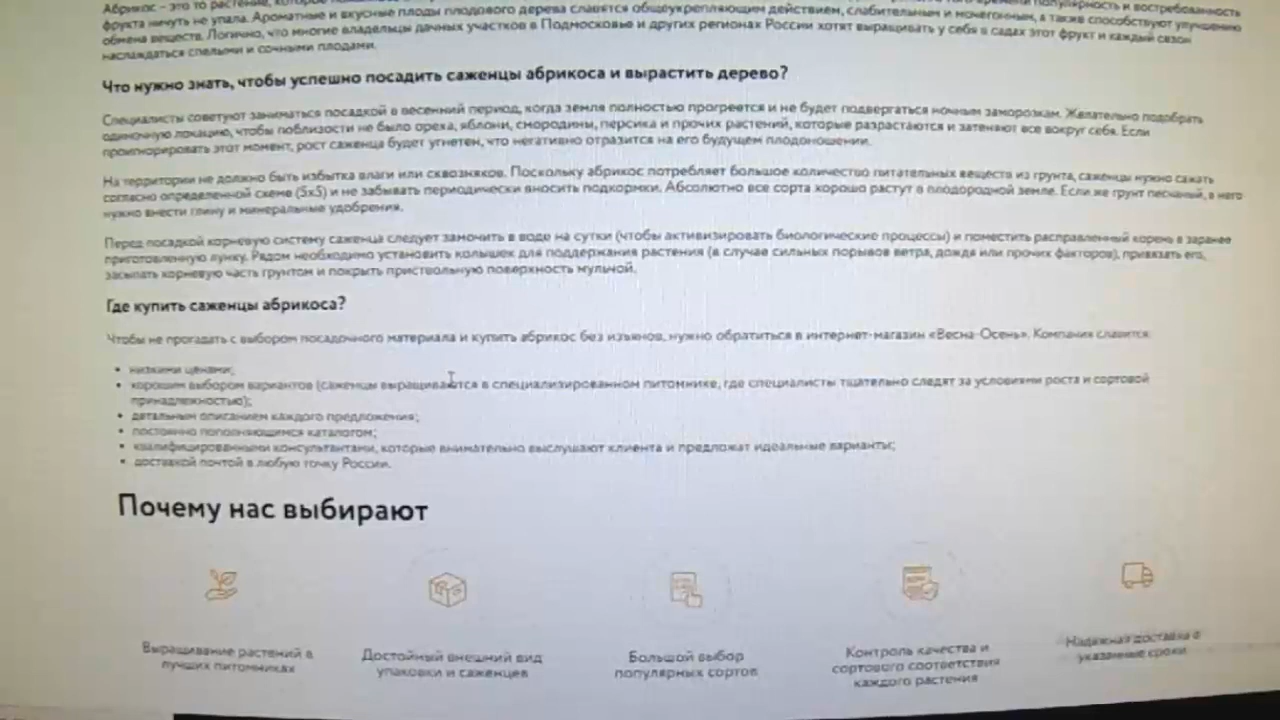 Абрикос – это то растение, которое
популярность и востребованность
фрукта ничуть не упала. Ароматные и вкусные плоды плодового дерева славятся общеукрепляющим действием, слабительным и мочегонным, а также способствуют улучшению
обмена веществ. Логично, что многие владельцы дачных участков в Подмосковье и других регионах России хотят выращивать у себя в садах этот фрукт и каждый сезон
наслаждаться спелыми и сочными плодами.
Что нужно знать, чтобы успешно посадить саженцы абрикоса и вырастить дерево?
Специалисты советуют заниматься посадкой в весенний период, когда земля полностью прогреется и не будет подвергаться ночным заморозкам. Желательно подобрать
одиночную локацию, чтобы поблизости не было ореха, яблони, смородины, персика и прочих растений, которые разрастаются и затеняют все вокруг себя. Если
проигнорировать этот момент, рост саженца будет угнетен, что негативно отразится на его будущем плодоношении.
На территории не должно быть избытка влаги или сквозняков. Поскольку абрикос потребляет большое количество питательных веществ из грунта, саженцы нужно сажать
согласно определенной схеме (5х5) и не забывать периодически вносить подкормки. Абсолютно все сорта хорошо растут в плодородной земле. Если же грунт песчаный, в него
нужно внести глину и минеральные удобрения.
Перед посадкой корневую систему саженца следует замочить в воде на сутки (чтобы активизировать биологические процессы) и поместить расправленный корень в заранее
приготовленную лунку. Рядом необходимо установить колышек для поддержания растения (в случае сильных порывов ветра, дождя или прочих факторов), привязать его,
засыпать корневую часть грунтом и покрыть приствольную поверхность мульчой.
Где купить саженцы абрикоса?
Чтобы не прогадать с выбором посадочного материала и купить абрикос без изъянов, нужно обратиться в интернет-магазин «Весна-Осень». Компания славится:
• низкими ценами;
• хорошим выбором вариантов (саженцы выращиваются в специализированном питомнике, где специалисты тщательно следят за условиями роста и сортовой
принадлежностью);
• детальным описанием каждого предложения;
• постоянно пополняющимся каталогом;
• квалифицированными консультантами, которые внимательно выслушают клиента и предложат идеальные варианты;
• доставкой почтой в любую точку России.
Почему нас выбирают
Выращивание растений в
лучших питомниках
Достойный внешний вид
упаковки и саженцев
Большой выбор
популярных сортов
Контроль качества и
сортового соответствия
каждого растения
Надежная доставка в
указанные сроки